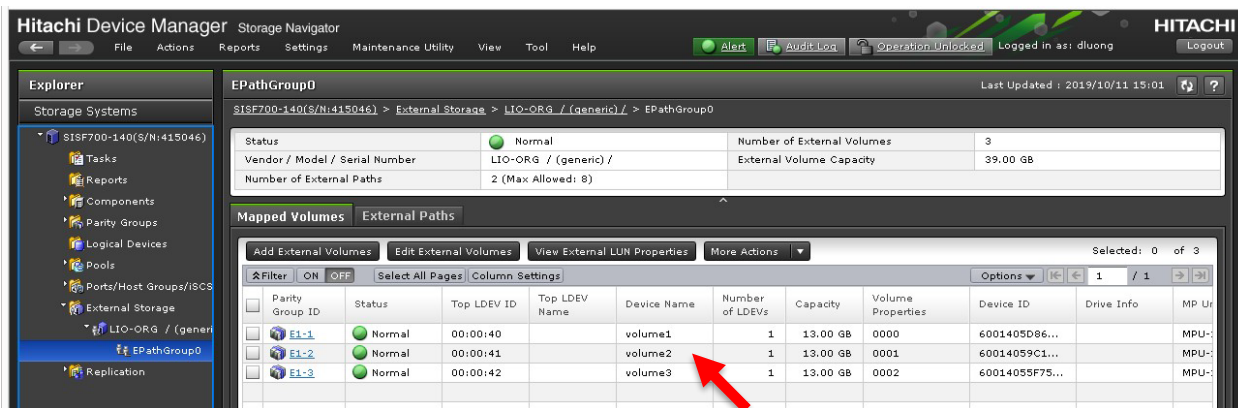 Hitachi Device Manager Storage Navigator
HITACHI
File Actions Reports Settings Maintenance Utility View Tool Help
Alert Audit Log Operation Unlocked Logged in as: dluong Logout
Explorer
Storage Systems
SISF700-140(S/N:415046)
Tasks
Reports
Components
Parity Groups
Logical Devices
Pools
Ports/Host Groups/iSCS
External Storage
LIO-ORG / (generi
EPathGroup0
Replication
EPathGroup0 Last Updated : 2019/10/11 15:01 ?
SISF700-140(S/N:415046) > External Storage > LIO-ORG / (generic) / > EPathGroup0
Status Normal Number of External Volumes 3
Vendor / Model / Serial Number LIO-ORG / (generic) / External Volume Capacity 39.00 GB
Number of External Paths 2 (Max Allowed: 8)
Mapped Volumes External Paths
Add External Volumes Edit External Volumes View External LUN Properties More Actions Selected: 0 of 3
Filter ON OFF Select All Pages Column Settings Options 1 / 1
Parity Group ID Status Top LDEV ID Top LDEV Name Device Name Number of LDEVs Capacity Volume Properties Device ID Drive Info MP Ur
E1-1 Normal 00:00:40 volume1 1 13.00 GB 0000 6001405D86... MPU-1
E1-2 Normal 00:00:41 volume2 1 13.00 GB 0001 60014059C1... MPU-1
E1-3 Normal 00:00:42 volume3 1 13.00 GB 0002 60014055F75... MPU-1